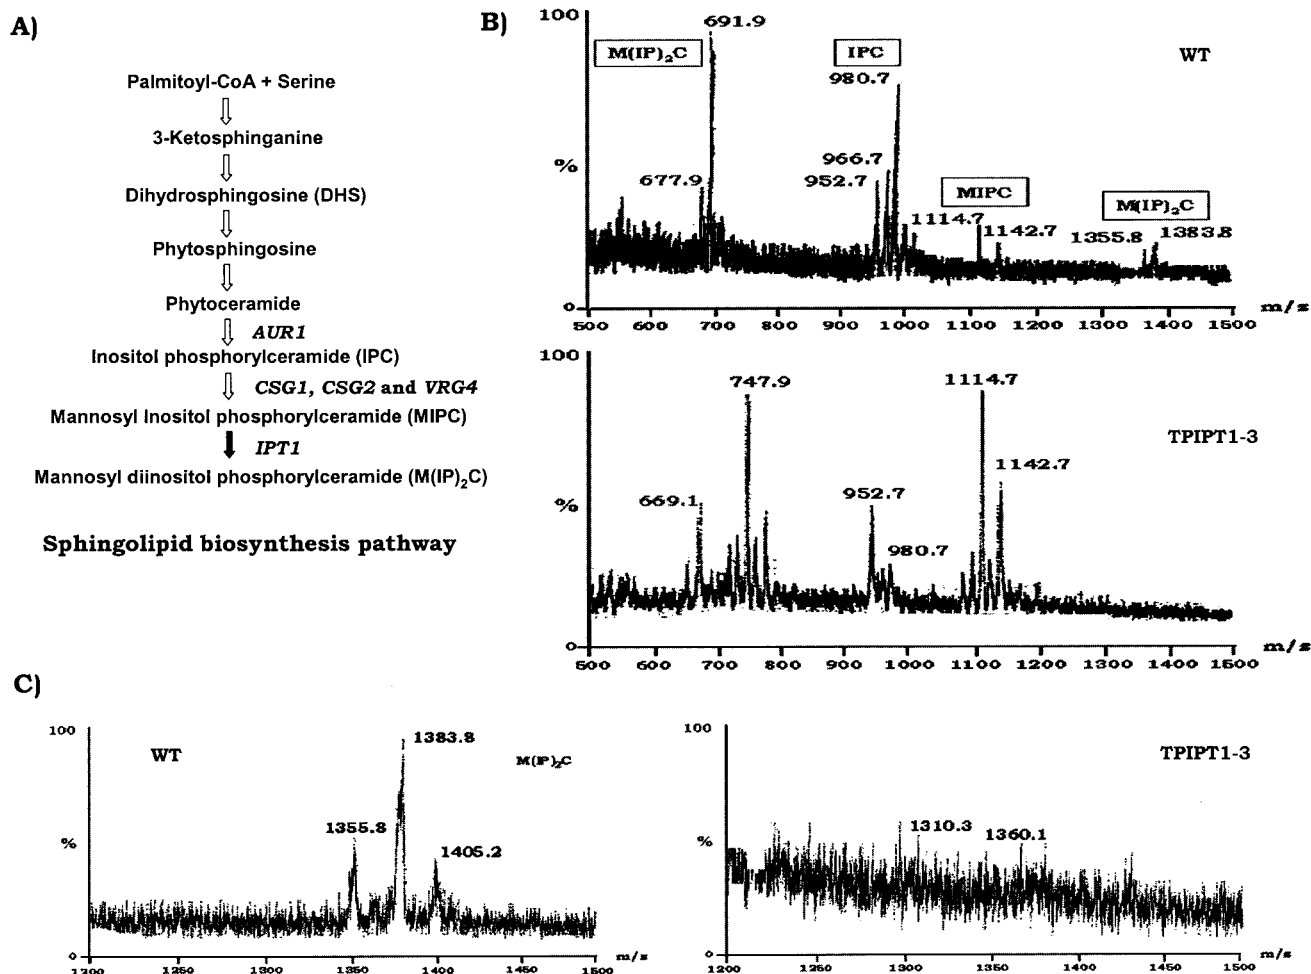 A)
Palmitoyl-CoA + Serine
3-Ketosphinganine
Dihydrosphingosine (DHS)
Phytosphingosine
Phytoceramide
AUR1
Inositol phosphorylceramide (IPC)
CSG1, CSG2 and VRG4
Mannosyl Inositol phosphorylceramide (MIPC)
IPT1
Mannosyl diinositol phosphorylceramide (M(IP)2C)
Sphingolipid biosynthesis pathway
B)
100
691.9
M(IP)2C
IPC
WT
980.7
%
966.7
677.9
952.7
MIPC
M(IP)2C
1114.7
1142.7
1355.8
1383.8
0
m/z
500 600 700 800 900 1000 1100 1200 1300 1400 1500
100
747.9
1114.7
TPIPT1-3
1142.7
669.1
952.7
%
980.7
0
m/z
500 600 700 800 900 1000 1100 1200 1300 1400 1500
C)
100
1383.8
WT
M(IP)2C
1355.8
%
1405.2
0
m/z
1200 1250 1300 1350 1400 1450 1500
100
TPIPT1-3
%
1310.3
1360.1
0
m/z
1200 1250 1300 1350 1400 1450 1500